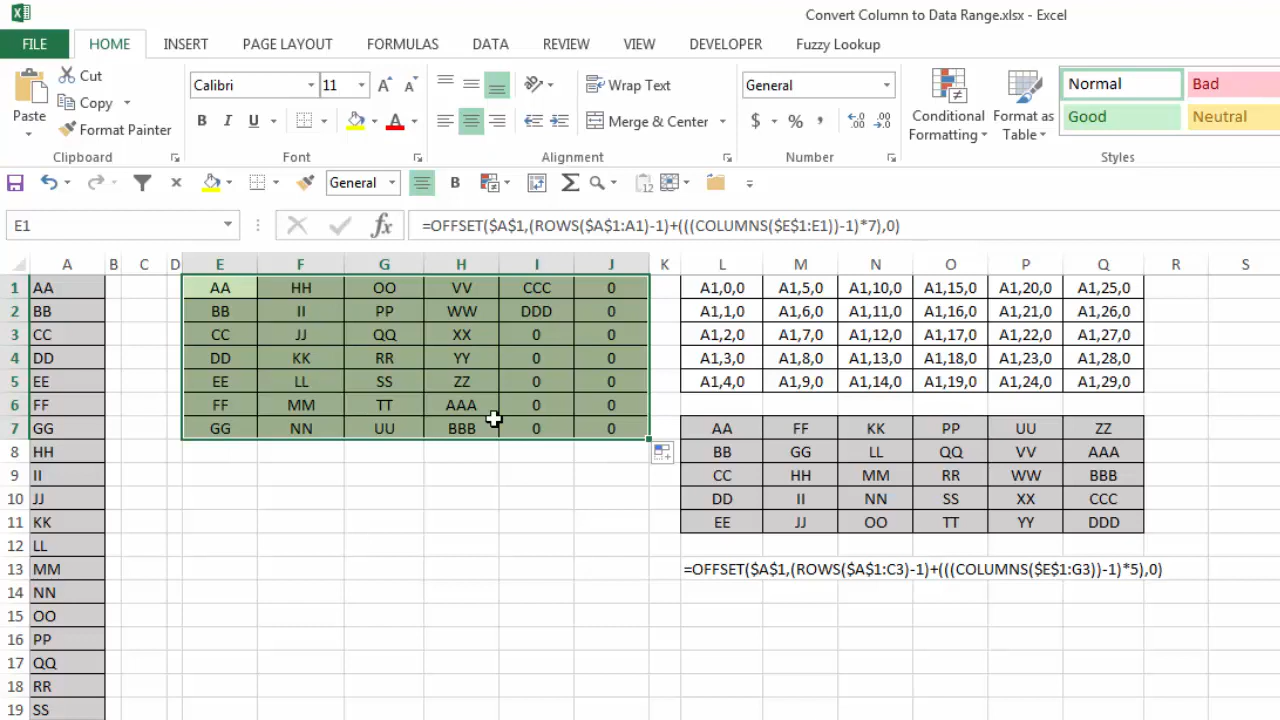 Convert Column to Data Range.xlsx - Excel
FILE HOME INSERT PAGE LAYOUT FORMULAS DATA REVIEW VIEW DEVELOPER Fuzzy Lookup
Paste
Cut
Copy
Format Painter
Clipboard
Calibri 11 A A
B I U A
Font
Wrap Text
Merge & Center
Alignment
General
$ % , .00 .0
Number
Conditional Formatting
Format as Table
Normal Bad
Good Neutral
Styles
General B Σ 12
E1 fx =OFFSET($A$1,(ROWS($A$1:A1)-1)+(((COLUMNS($E$1:E1))-1)*7),0)
A B C D E F G H I J K L M N O P Q R S
1 AA AA HH OO VV CCC 0 A1,0,0 A1,5,0 A1,10,0 A1,15,0 A1,20,0 A1,25,0
2 BB BB II PP WW DDD 0 A1,1,0 A1,6,0 A1,11,0 A1,16,0 A1,21,0 A1,26,0
3 CC CC JJ QQ XX 0 0 A1,2,0 A1,7,0 A1,12,0 A1,17,0 A1,22,0 A1,27,0
4 DD DD KK RR YY 0 0 A1,3,0 A1,8,0 A1,13,0 A1,18,0 A1,23,0 A1,28,0
5 EE EE LL SS ZZ 0 0 A1,4,0 A1,9,0 A1,14,0 A1,19,0 A1,24,0 A1,29,0
6 FF FF MM TT AAA 0 0
7 GG GG NN UU BBB 0 0 AA FF KK PP UU ZZ
8 HH BB GG LL QQ VV AAA
9 II CC HH MM RR WW BBB
10 JJ DD II NN SS XX CCC
11 KK EE JJ OO TT YY DDD
12 LL
13 MM =OFFSET($A$1,(ROWS($A$1:C3)-1)+(((COLUMNS($E$1:G3))-1)*5),0)
14 NN
15 OO
16 PP
17 QQ
18 RR
19 SS